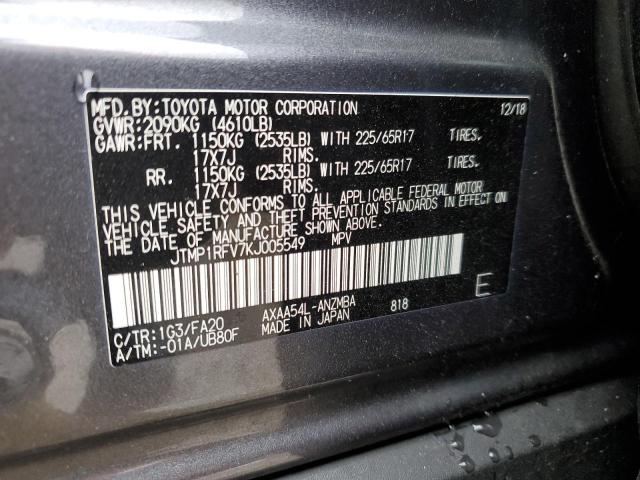 MFD. BY: TOYOTA MOTOR CORPORATION 12/18
GVWR: 2090KG (4610LB)
GAWR: FRT. 1150KG (2535LB) WITH 225/65R17 TIRES.
17X7J RIMS.
RR. 1150KG (2535LB) WITH 225/65R17 TIRES.
17X7J RIMS.
THIS VEHICLE CONFORMS TO ALL APPLICABLE FEDERAL MOTOR
VEHICLE SAFETY AND THEFT PREVENTION STANDARDS IN EFFECT ON
THE DATE OF MANUFACTURE SHOWN ABOVE.
JTMP1RFV7KJ005549 MPV
E
C/TR: 1G3/FA20 AXAA54L-ANZMBA 818
A/TM: -01A/UB80F MADE IN JAPAN